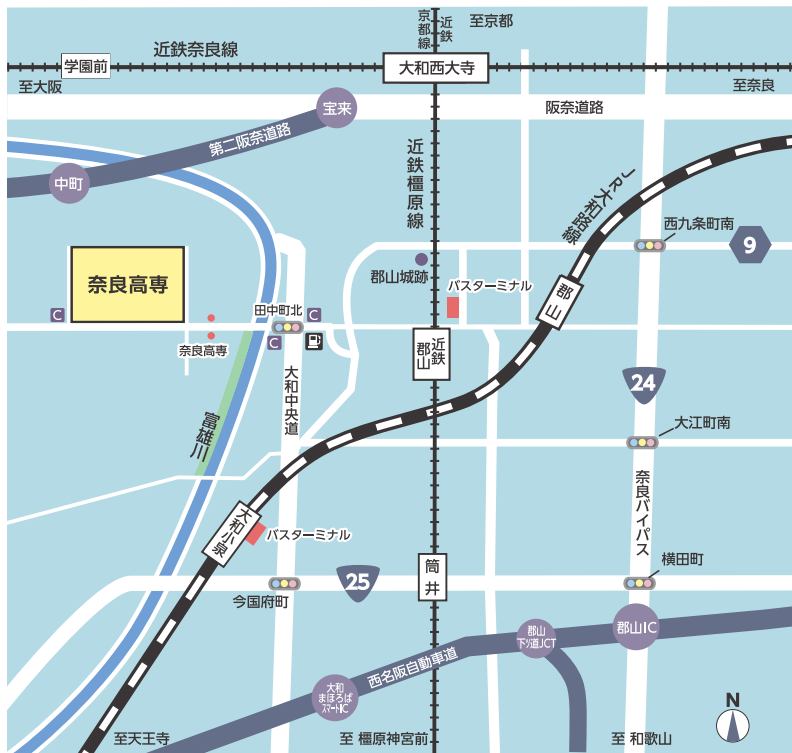 近鉄
京都線
至京都
近鉄奈良線
学園前
大和西大寺
至大阪
至奈良
宝来
阪奈道路
第二阪奈道路
中町
近鉄橿原線
JR大和路線
西九条町南
9
奈良高専
郡山城跡
バスターミナル
郡山
C
田中町北
C
奈良高専
C
近鉄
郡山
24
大和中央道
富雄川
大江町南
奈良バイパス
大和小泉
バスターミナル
筒井
横田町
25
今国府町
郡山
下ツ道JCT
郡山IC
西名阪自動車道
大和
まほろば
スマートIC
N
至天王寺
至 橿原神宮前
至 和歌山